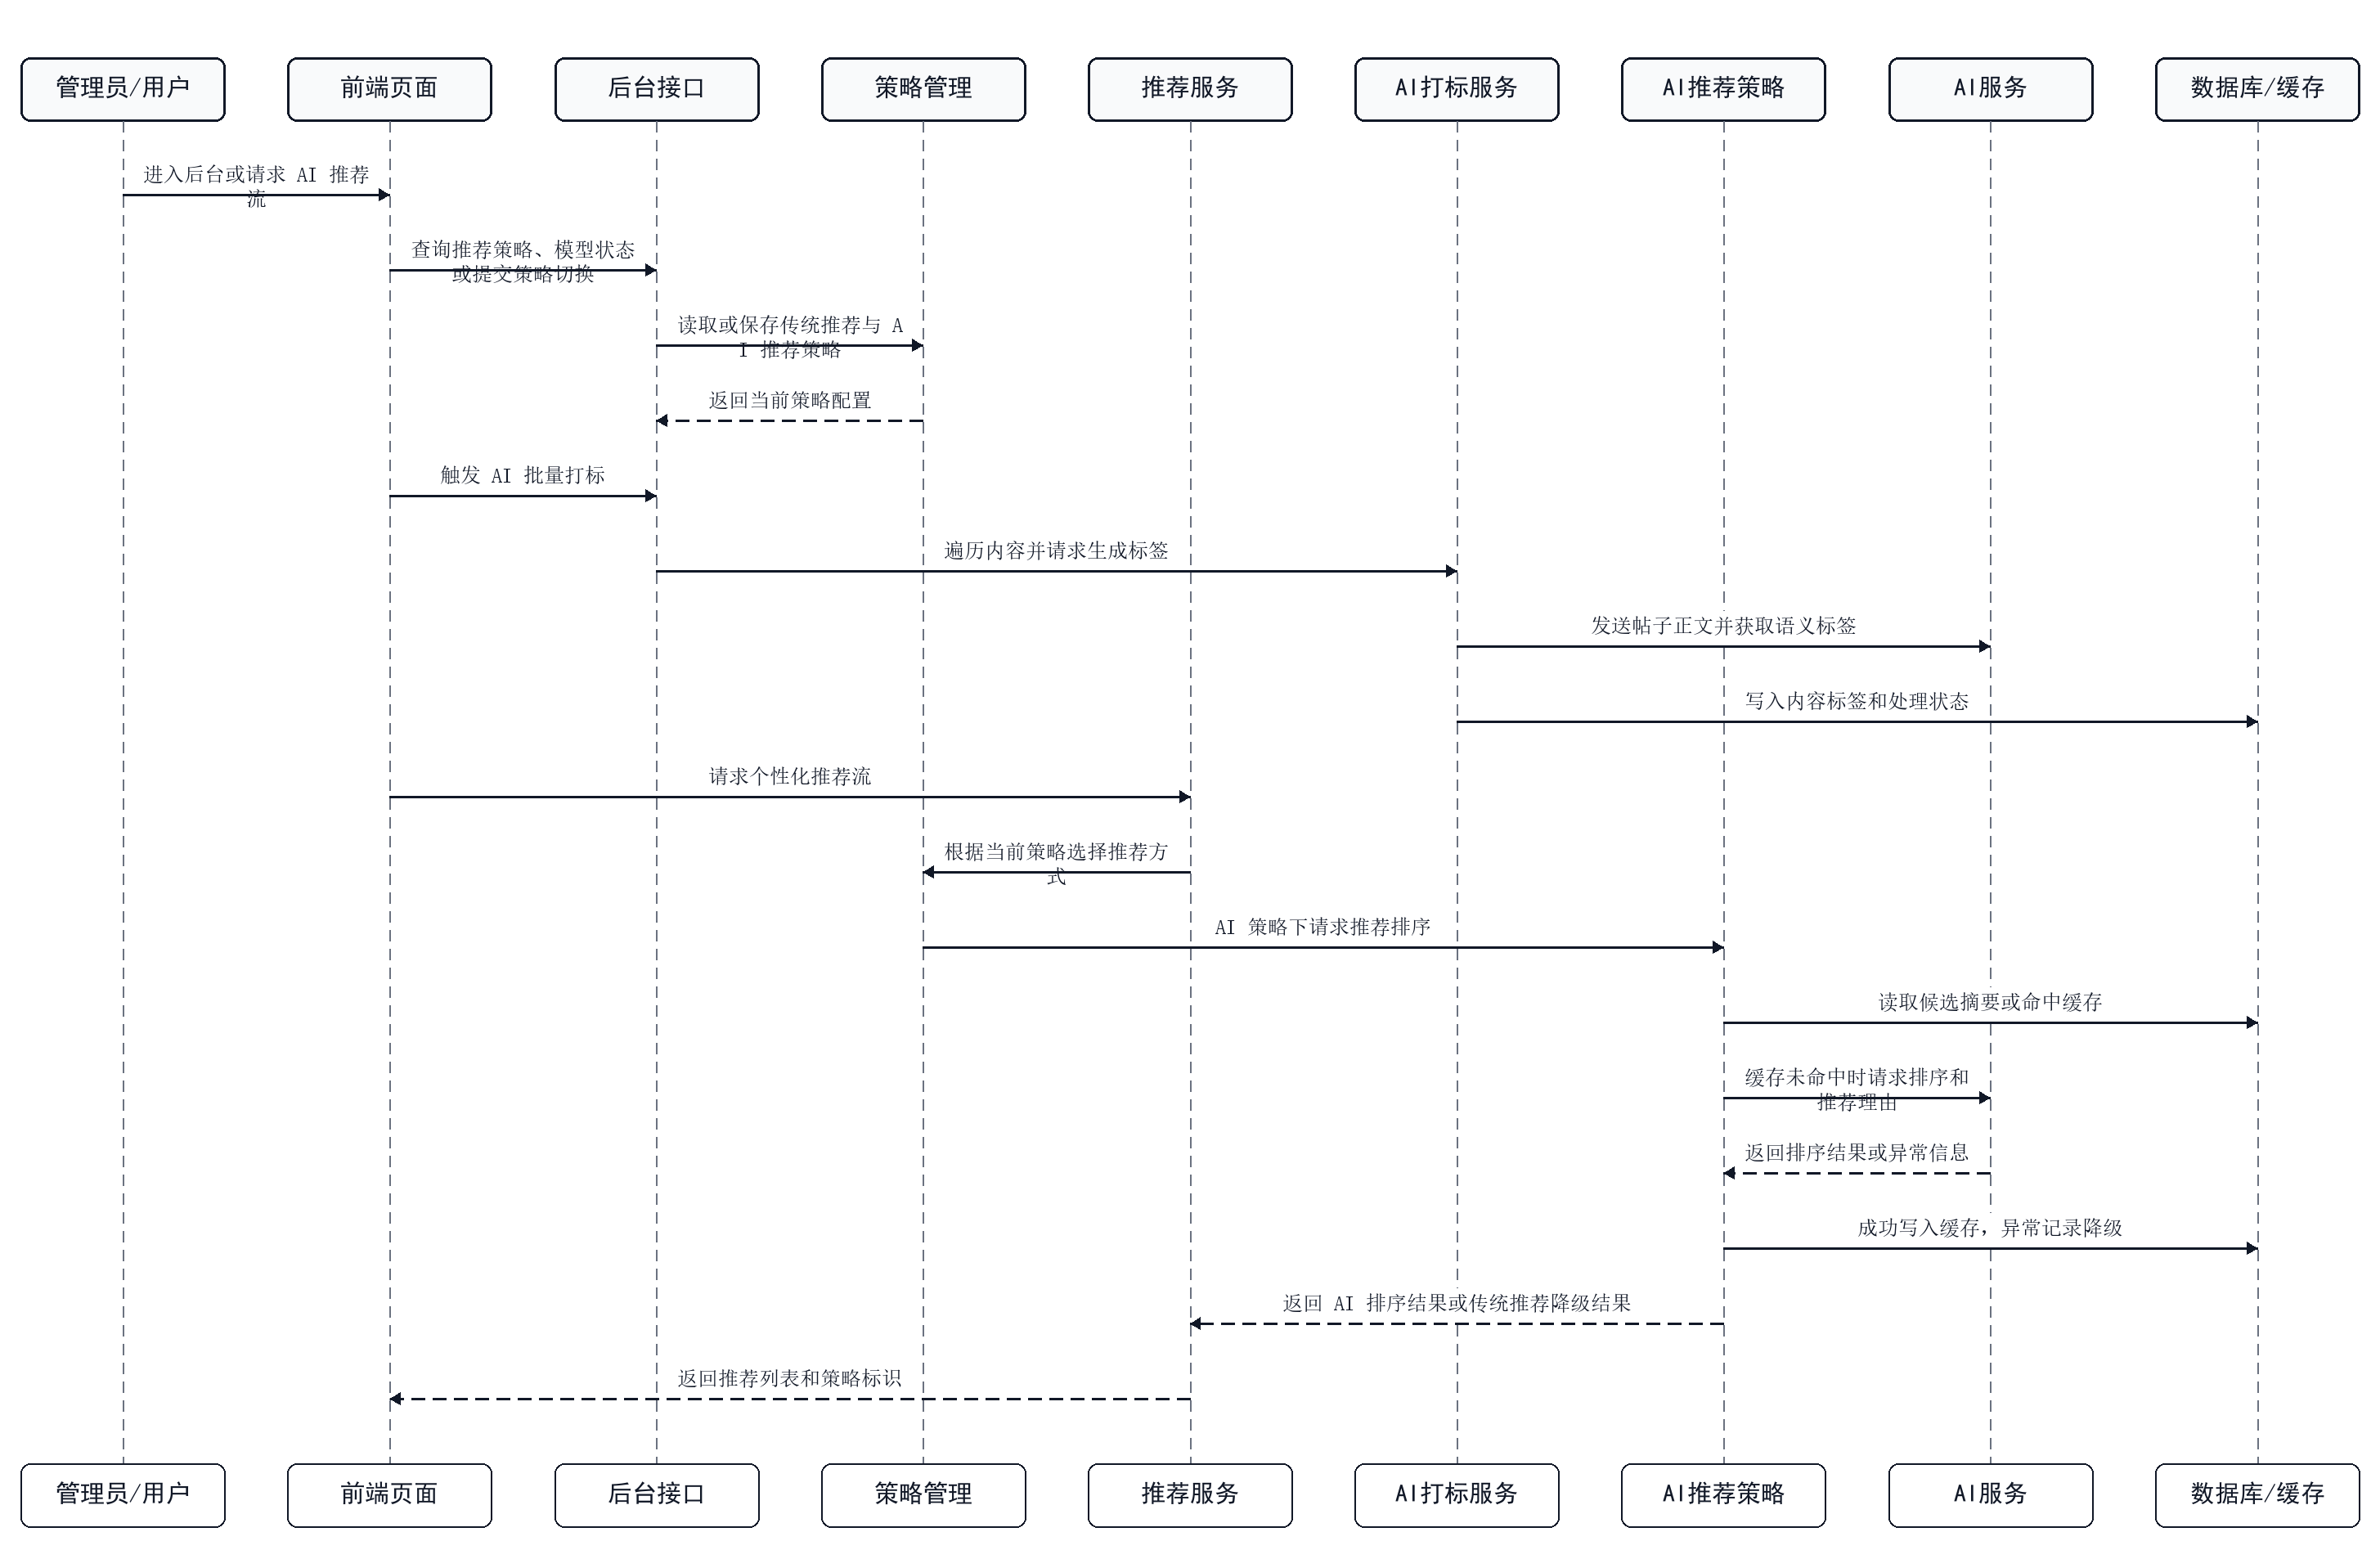 管理员/用户
前端页面
后台接口
策略管理
推荐服务
AI打标服务
AI推荐策略
AI服务
数据库/缓存
进入后台或请求 AI 推荐
流
查询推荐策略、模型状态
或提交策略切换
读取或保存传统推荐与 A
I 推荐策略
返回当前策略配置
触发 AI 批量打标
遍历内容并请求生成标签
发送帖子正文并获取语义标签
写入内容标签和处理状态
请求个性化推荐流
根据当前策略选择推荐方
式
AI 策略下请求推荐排序
读取候选摘要或命中缓存
缓存未命中时请求排序和
推荐理由
返回排序结果或异常信息
成功写入缓存，异常记录降级
返回 AI 排序结果或传统推荐降级结果
返回推荐列表和策略标识
管理员/用户
前端页面
后台接口
策略管理
推荐服务
AI打标服务
AI推荐策略
AI服务
数据库/缓存